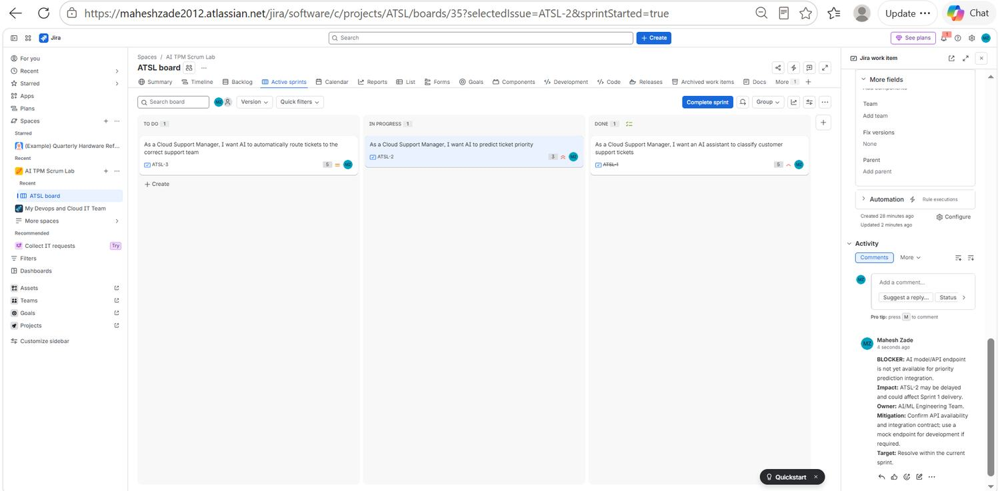 https://maheshzade2012.atlassian.net/jira/software/c/projects/ATSL/boards/35?selectedIssue=ATSL-2&sprintStarted=true
Update
Chat
Jira
Search
+ Create
See plans
1
MZ
For you
Recent
Starred
Apps
Plans
Spaces
Starred
(Example) Quarterly Hardware Ref...
Recent
AI TPM Scrum Lab
Recent
ATSL board
My Devops and Cloud IT Team
More spaces
Recommended
Collect IT requests Try
Filters
Dashboards
Assets
Teams
Goals
Projects
Customize sidebar
Spaces / AI TPM Scrum Lab
ATSL board
Summary Timeline Backlog Active sprints Calendar Reports List Forms Goals Components Development Code Releases Archived work items Docs More 1
Search board MZ Version Quick filters Complete sprint Group
TO DO 1
As a Cloud Support Manager, I want AI to automatically route tickets to the
correct support team
ATSL-3 5 MZ
+ Create
IN PROGRESS 1
As a Cloud Support Manager, I want AI to predict ticket priority
ATSL-2 3 MZ
DONE 1
As a Cloud Support Manager, I want an AI assistant to classify customer
support tickets
ATSL-1 5 MZ
Quickstart
Jira work item
More fields
Add components
Team
Add team
Fix versions
None
Parent
Add parent
Automation Rule executions
Created 28 minutes ago
Configure
Updated 2 minutes ago
Activity
Comments More
MZ
Add a comment...
Suggest a reply... Status
Pro tip: press M to comment
MZ
Mahesh Zade
4 seconds ago
BLOCKER: AI model/API endpoint
is not yet available for priority
prediction integration.
Impact: ATSL-2 may be delayed
and could affect Sprint 1 delivery.
Owner: AI/ML Engineering Team.
Mitigation: Confirm API availability
and integration contract; use a
mock endpoint for development if
required.
Target: Resolve within the current
sprint.